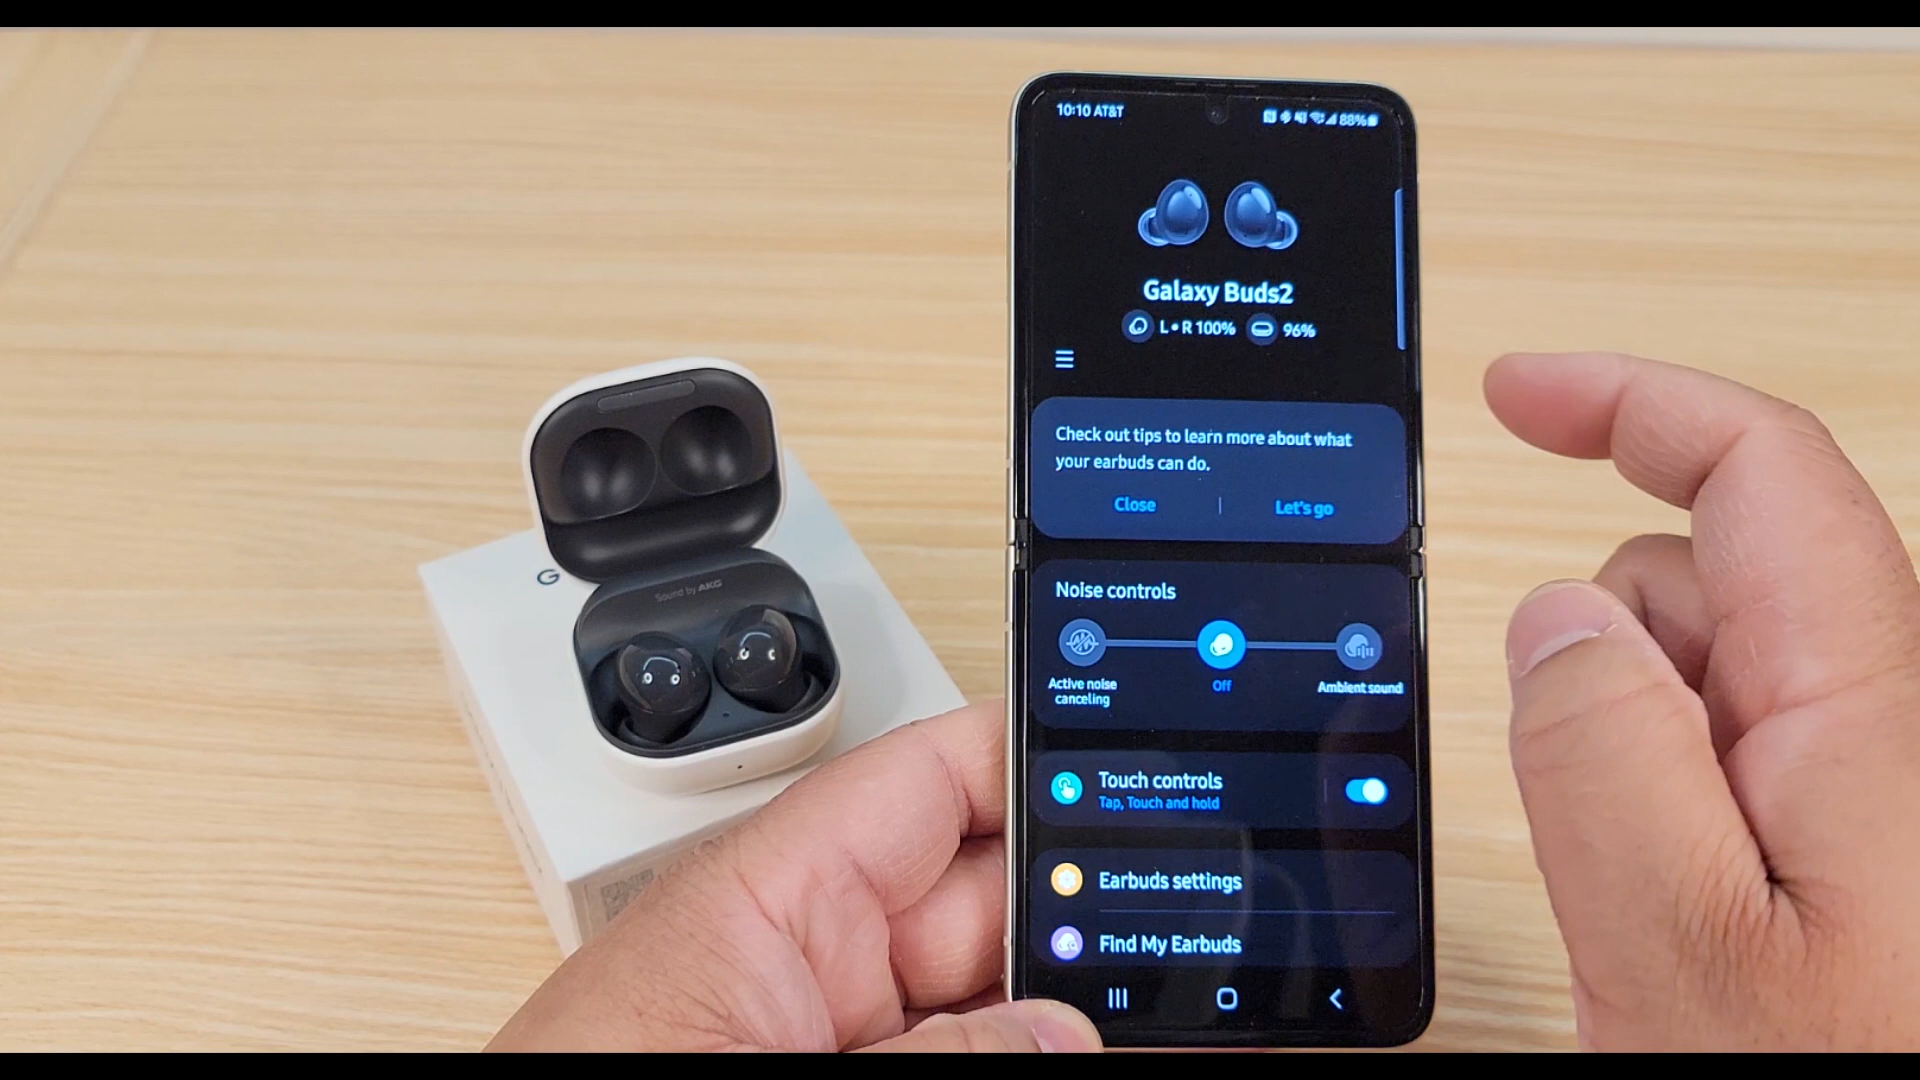 10:10 AT&T
88%
Galaxy Buds2
L • R 100% 96%
Check out tips to learn more about what
your earbuds can do.
Close | Let's go
Noise controls
Active noise
canceling
Off
Ambient sound
Touch controls
Tap, Touch and hold
Earbuds settings
Find My Earbuds
G
Sound by AKG